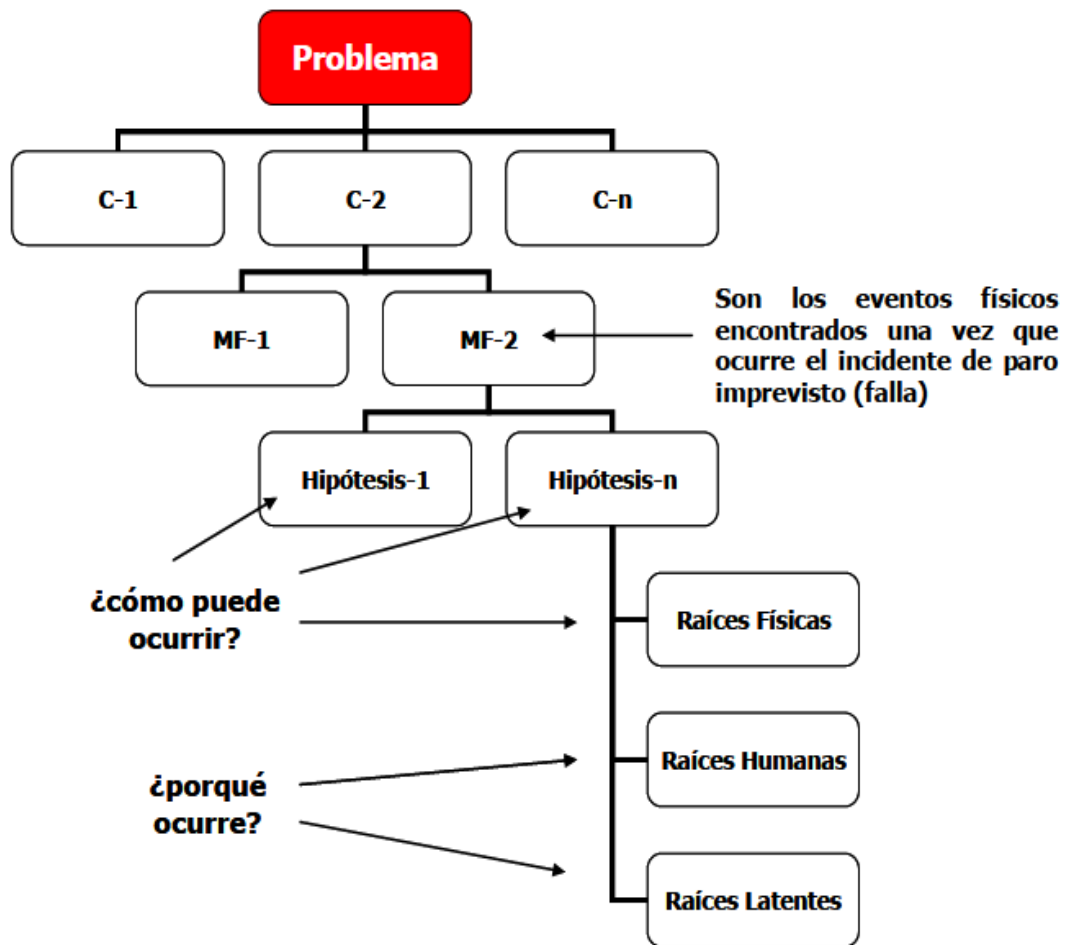 Problema
C-1
C-2
C-n
MF-1
MF-2
Son los eventos físicos
encontrados una vez que
ocurre el incidente de paro
imprevisto (falla)
Hipótesis-1
Hipótesis-n
¿cómo puede
ocurrir?
Raíces Físicas
¿porqué
ocurre?
Raíces Humanas
Raíces Latentes